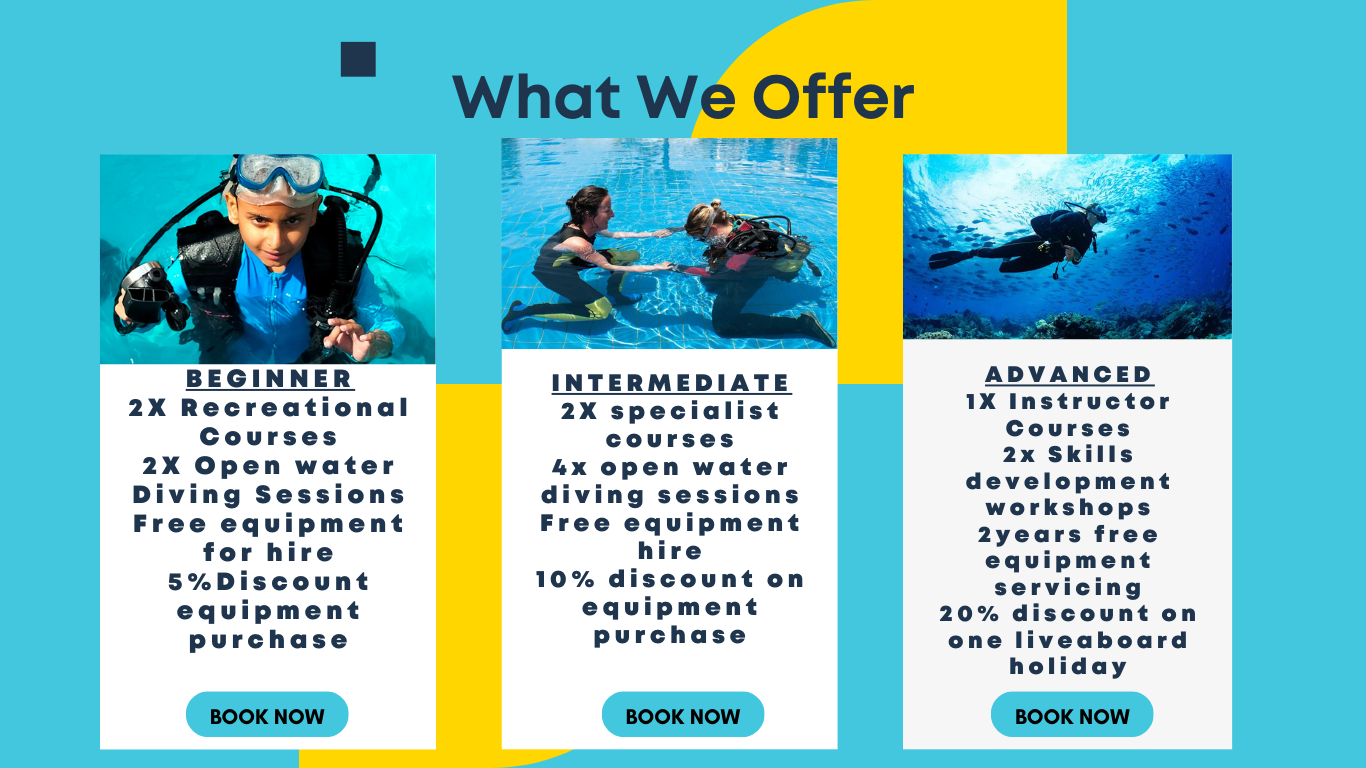 What We Offer
BEGINNER
2X Recreational
Courses
2X Open water
Diving Sessions
Free equipment
for hire
5%Discount
equipment
purchase
BOOK NOW
INTERMEDIATE
2X specialist
courses
4x open water
diving sessions
Free equipment
hire
10% discount on
equipment
purchase
BOOK NOW
ADVANCED
1X Instructor
Courses
2x Skills
development
workshops
2years free
equipment
servicing
20% discount on
one liveaboard
holiday
BOOK NOW